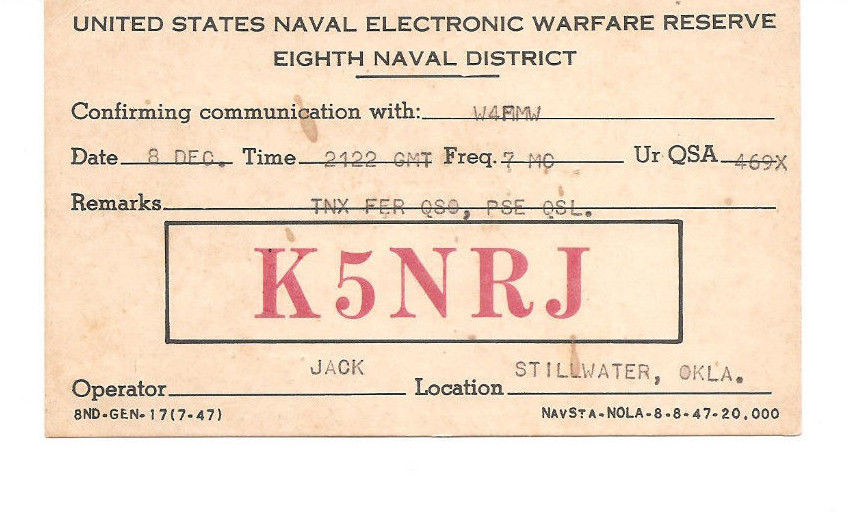 UNITED STATES NAVAL ELECTRONIC WARFARE RESERVE
EIGHTH NAVAL DISTRICT
Confirming communication with: W4FMW
Date 8 DEC. Time 2122 GMT Freq. 7 MC Ur QSA 469X
Remarks TNX FER QSO, PSE QSL.
K5NRJ
Operator JACK Location STILLWATER, OKLA.
8ND-GEN-17(7-47) NAVSTA-NOLA-8-8-47-20,000